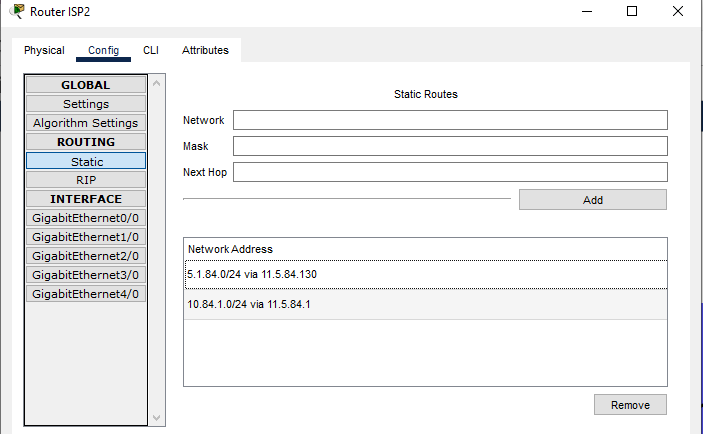 Router ISP2
Physical Config CLI Attributes
GLOBAL
Settings
Algorithm Settings
ROUTING
Static
RIP
INTERFACE
GigabitEthernet0/0
GigabitEthernet1/0
GigabitEthernet2/0
GigabitEthernet3/0
GigabitEthernet4/0
Static Routes
Network
Mask
Next Hop
Add
Network Address
5.1.84.0/24 via 11.5.84.130
10.84.1.0/24 via 11.5.84.1
Remove